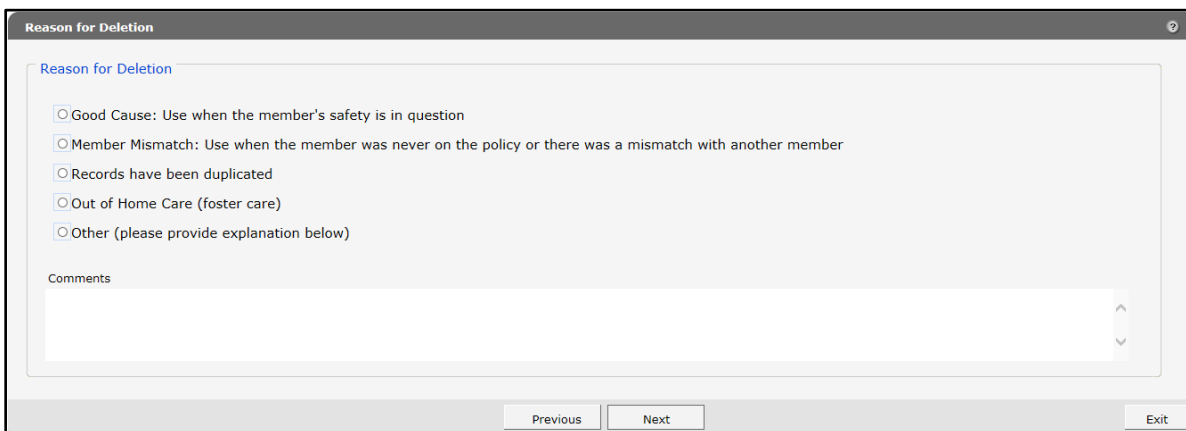 Reason for Deletion
?
Reason for Deletion
Good Cause: Use when the member's safety is in question
Member Mismatch: Use when the member was never on the policy or there was a mismatch with another member
Records have been duplicated
Out of Home Care (foster care)
Other (please provide explanation below)
Comments
Previous Next Exit